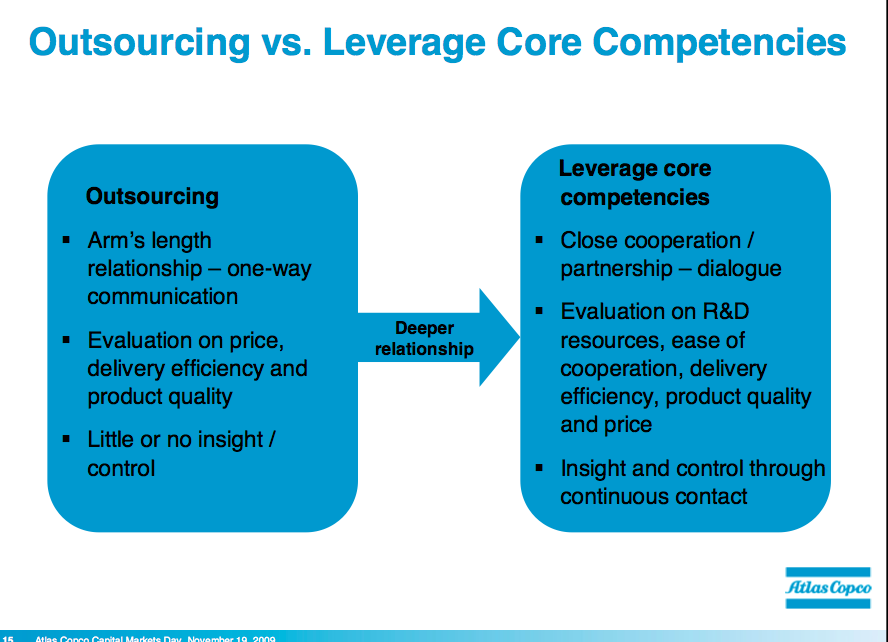 Outsourcing vs. Leverage Core Competencies
Outsourcing
▪ Arm's length
relationship – one-way
communication
▪ Evaluation on price,
delivery efficiency and
product quality
▪ Little or no insight /
control
Deeper
relationship
Leverage core
competencies
▪ Close cooperation /
partnership – dialogue
▪ Evaluation on R&D
resources, ease of
cooperation, delivery
efficiency, product quality
and price
▪ Insight and control through
continuous contact
Atlas Copco
15 Atlas Copco Capital Markets Day, November 19, 2009